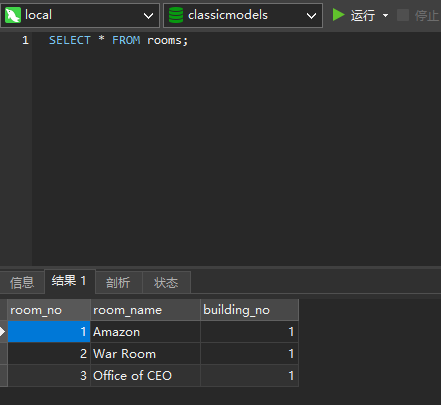 local classicmodels 运行 停止
1 SELECT * FROM rooms;
信息 结果 1 剖析 状态
room_no room_name building_no
1 Amazon 1
2 War Room 1
3 Office of CEO 1